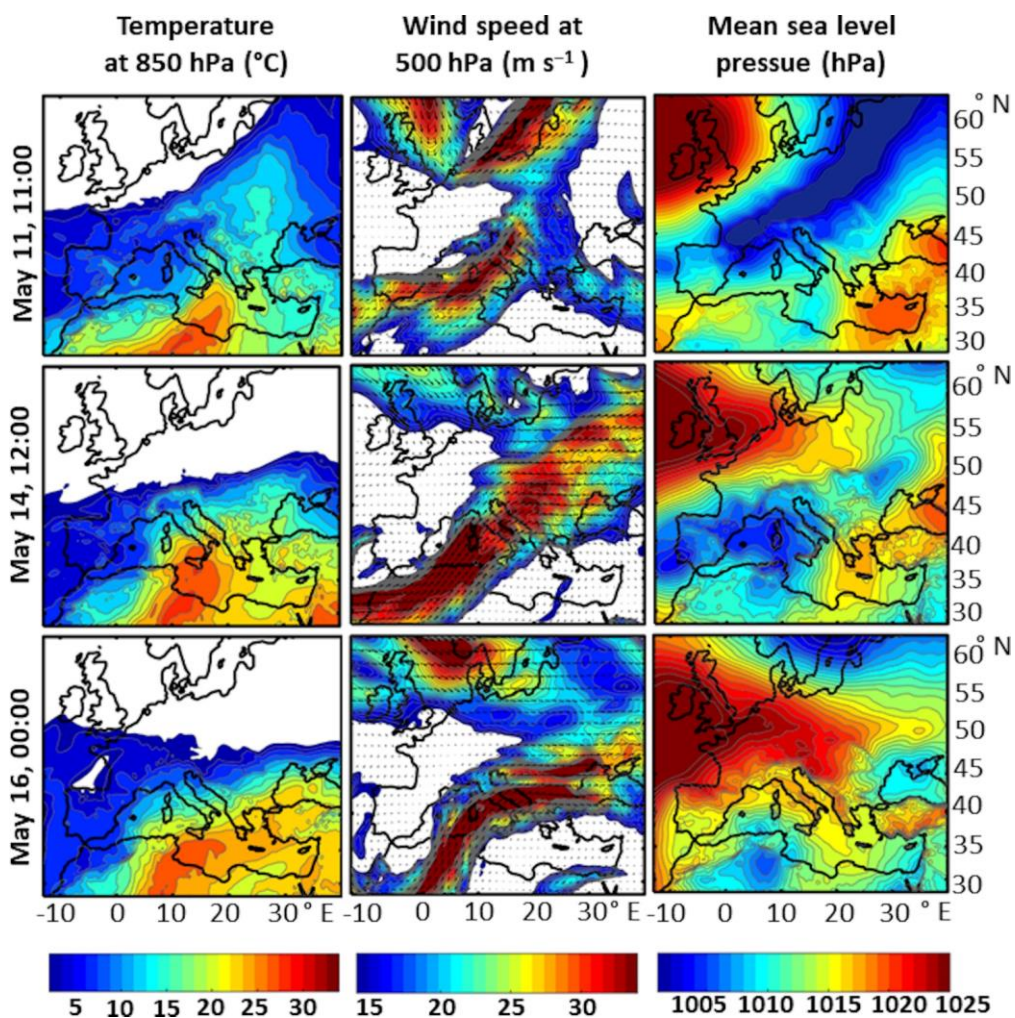 Temperature
at 850 hPa (°C)
Wind speed at
500 hPa (m s⁻¹)
Mean sea level
pressue (hPa)
May 11, 11:00
60° N
55
50
45
40
35
30
May 14, 12:00
60° N
55
50
45
40
35
30
May 16, 00:00
60° N
55
50
45
40
35
30
-10 0 10 20 30° E
-10 0 10 20 30° E
-10 0 10 20 30° E
5 10 15 20 25 30
15 20 25 30
1005 1010 1015 1020 1025